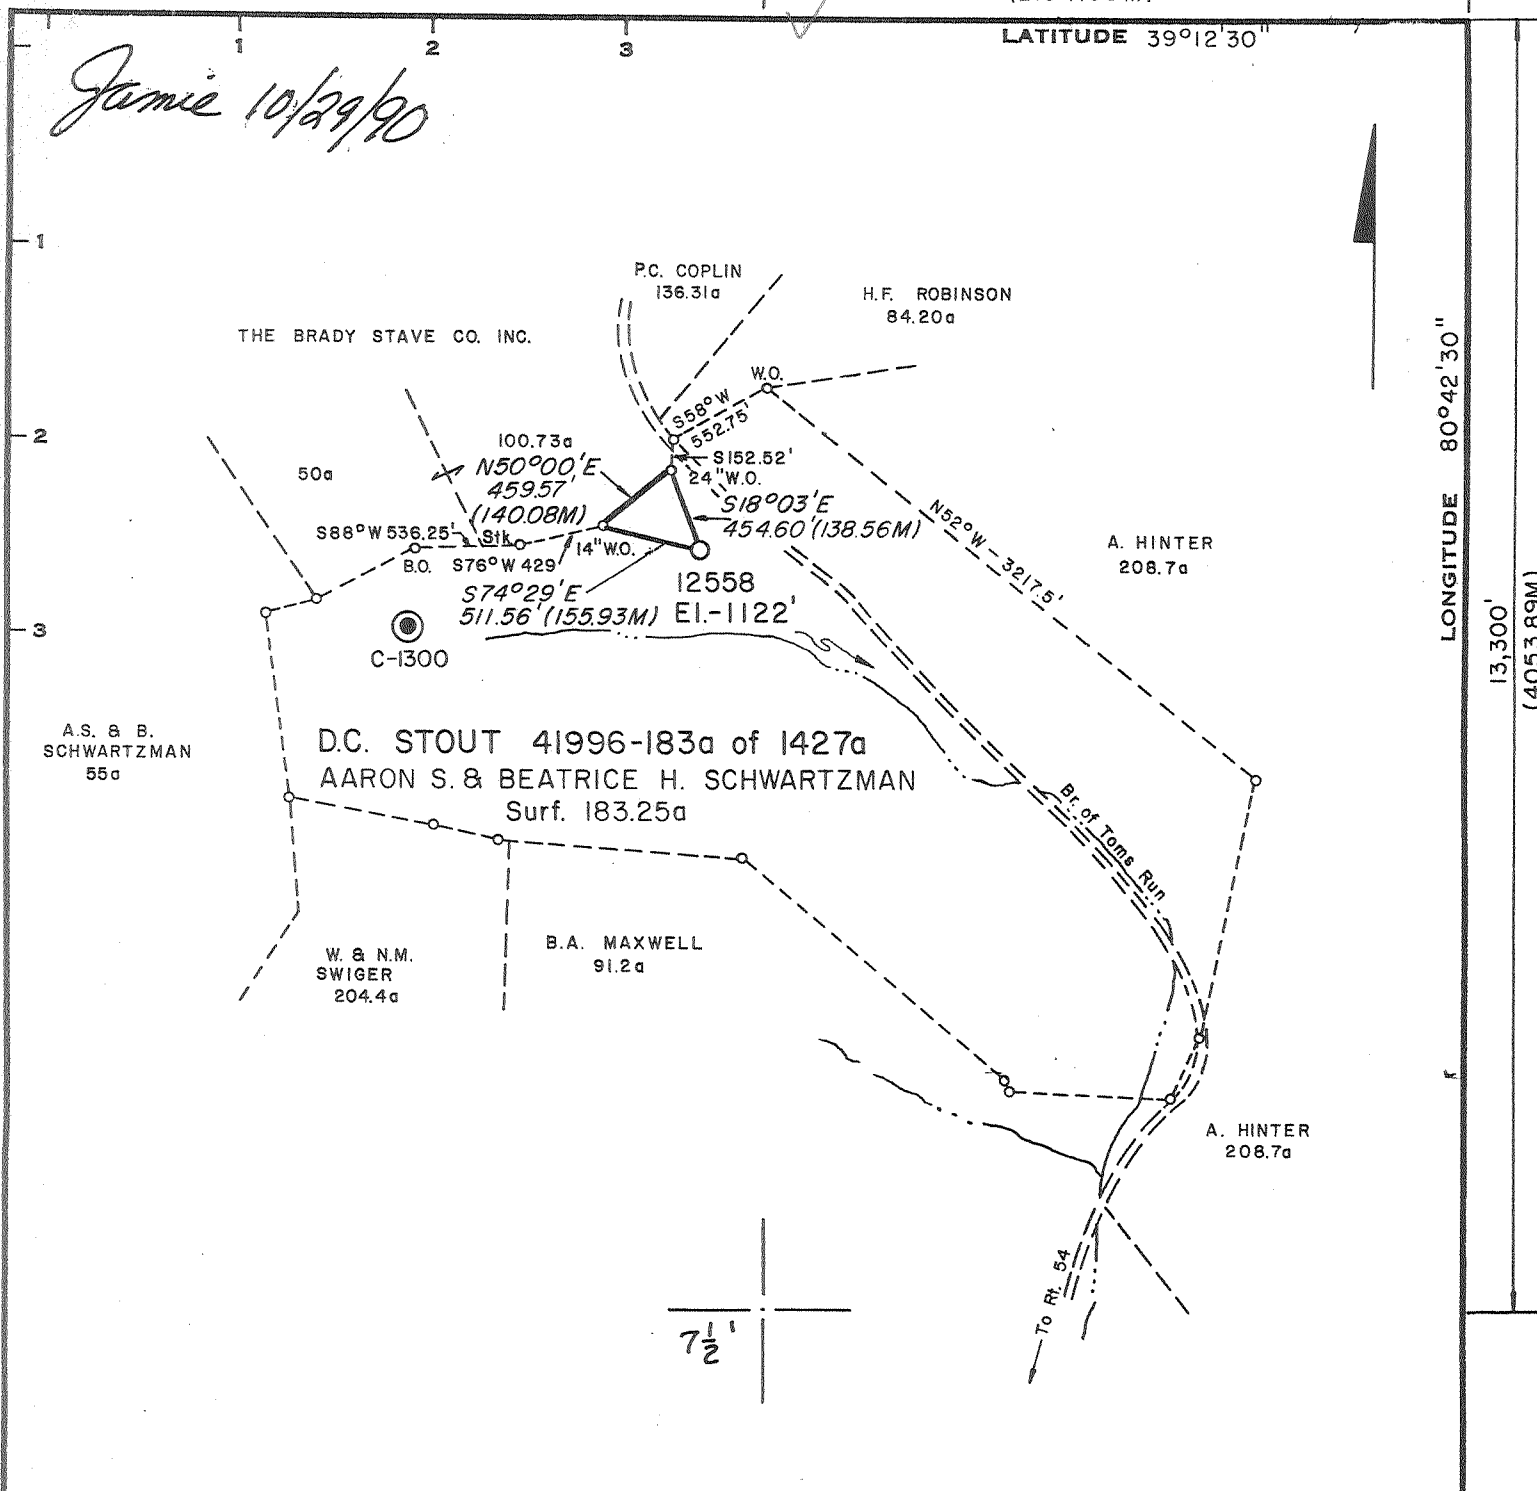 LATITUDE 39°12'30"
1
2
3
Jamie 10/29/90
1
2
3
P.C. COPLIN
136.31a
H.F. ROBINSON
84.20a
THE BRADY STAVE CO. INC.
W.O.
S58°W
552.75'
LONGITUDE 80°42'30"
100.73a
50a
N50°00'E
459.57'
(140.08M)
S152.52'
24"W.O.
S18°03'E
454.60'(138.56M)
N52°W - 3217.5'
A. HINTER
208.7a
S88°W 536.25'
Stk
B.O.
S76°W 429'
14"W.O.
S74°29'E
511.56'(155.93M)
12558
El.-1122'
C-1300
13,300'
(4053.89M)
A.S. & B.
SCHWARTZMAN
55a
D.C. STOUT 41996-183a of 1427a
AARON S. & BEATRICE H. SCHWARTZMAN
Surf. 183.25a
Br. of Toms Run
W. & N.M.
SWIGER
204.4a
B.A. MAXWELL
91.2a
A. HINTER
208.7a
To Rt. 54
7½'